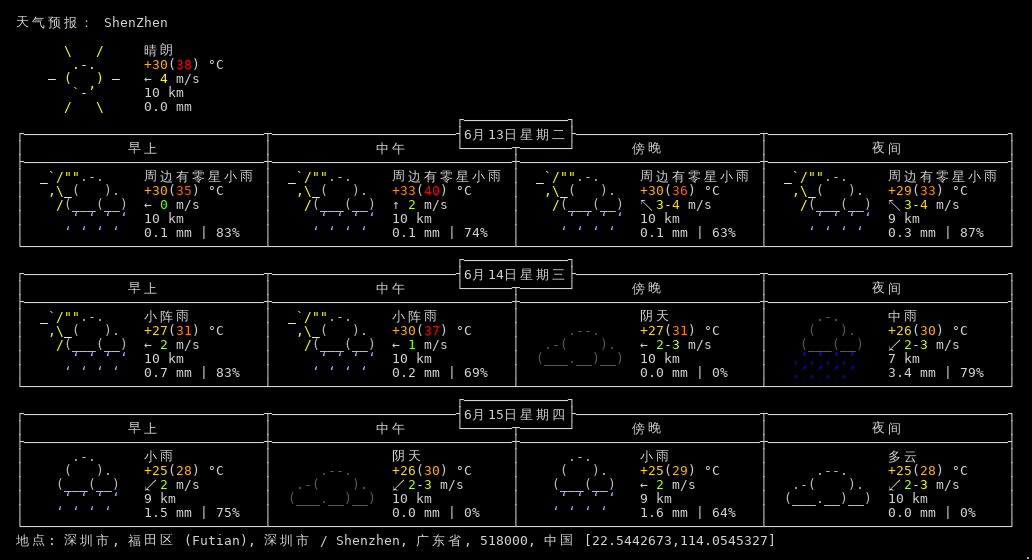 天气预报： ShenZhen
晴朗
+30(38) °C
← 4 m/s
10 km
0.0 mm
6月13日星期二
早上 中午 傍晚 夜间
周边有零星小雨 周边有零星小雨 周边有零星小雨 周边有零星小雨
+30(35) °C +33(40) °C +30(36) °C +29(33) °C
← 0 m/s ↑ 2 m/s ↖ 3-4 m/s ↖ 3-4 m/s
10 km 10 km 10 km 9 km
0.1 mm | 83% 0.1 mm | 74% 0.1 mm | 63% 0.3 mm | 87%
6月14日星期三
早上 中午 傍晚 夜间
小阵雨 小阵雨 阴天 中雨
+27(31) °C +30(37) °C +27(31) °C +26(30) °C
← 2 m/s ← 1 m/s ← 2-3 m/s ↙ 2-3 m/s
10 km 10 km 10 km 7 km
0.7 mm | 83% 0.2 mm | 69% 0.0 mm | 0% 3.4 mm | 79%
6月15日星期四
早上 中午 傍晚 夜间
小雨 阴天 小雨 多云
+25(28) °C +26(30) °C +25(29) °C +25(28) °C
↙ 2 m/s ↙ 2-3 m/s ← 2 m/s ↙ 2-3 m/s
9 km 10 km 9 km 10 km
1.5 mm | 75% 0.0 mm | 0% 1.6 mm | 64% 0.0 mm | 0%
地点: 深圳市, 福田区 (Futian), 深圳市 / Shenzhen, 广东省, 518000, 中国 [22.5442673,114.0545327]